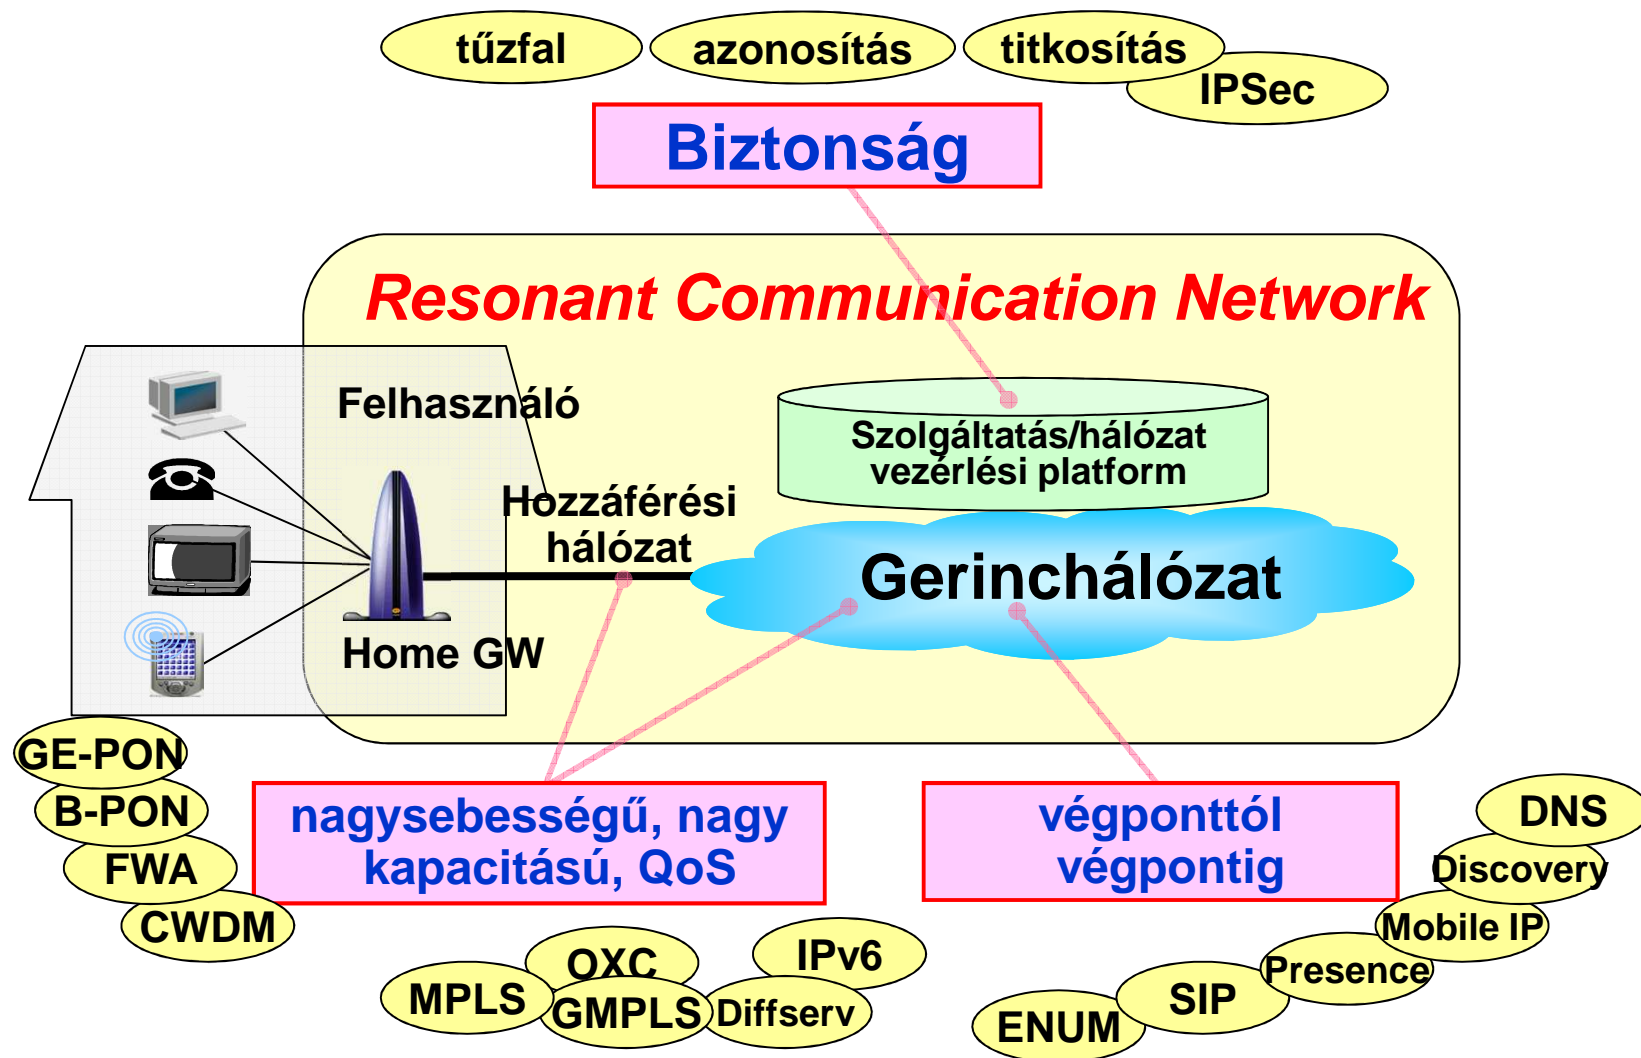 tűzfal
azonosítás
titkosítás
IPSec
Biztonság
Resonant Communication Network
Felhasználó
Szolgáltatás/hálózat
vezérlési platform
Hozzáférési
hálózat
Gerinchálózat
Home GW
GE-PON
B-PON
FWA
CWDM
nagysebességű, nagy
kapacitású, QoS
végponttól
végpontig
DNS
Discovery
Mobile IP
Presence
SIP
ENUM
OXC
IPv6
MPLS
GMPLS
Diffserv